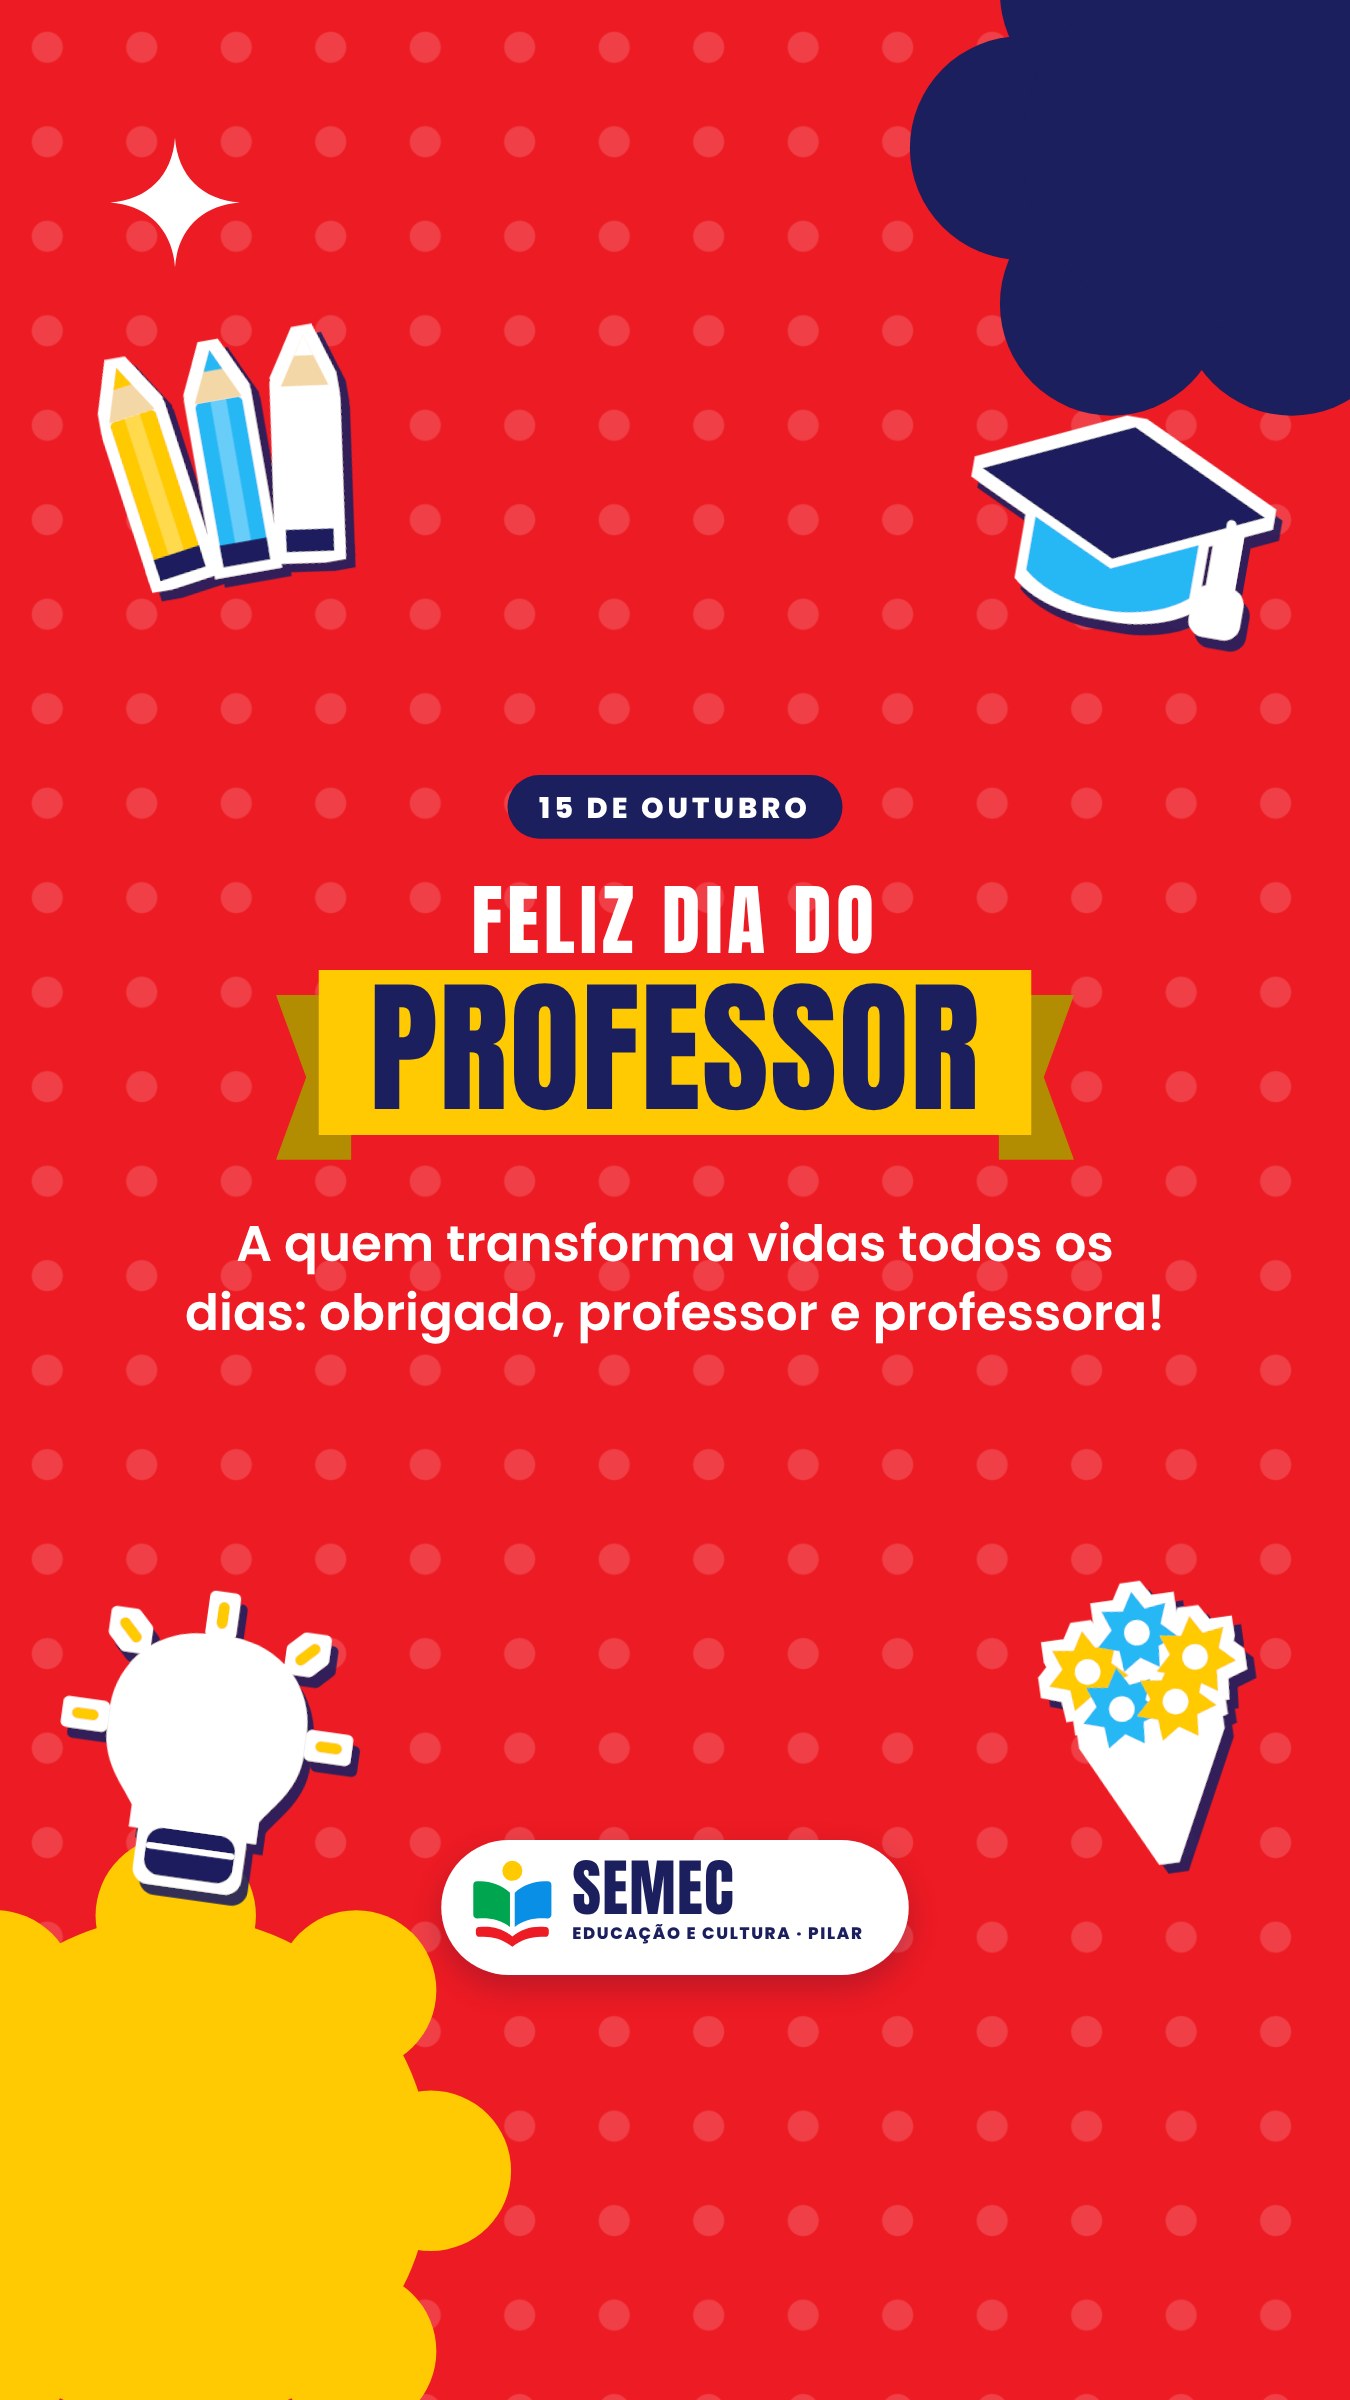 15 DE OUTUBRO
FELIZ DIA DO
PROFESSOR
A quem transforma vidas todos os
dias: obrigado, professor e professora!
SEMEC
EDUCAÇÃO E CULTURA · PILAR